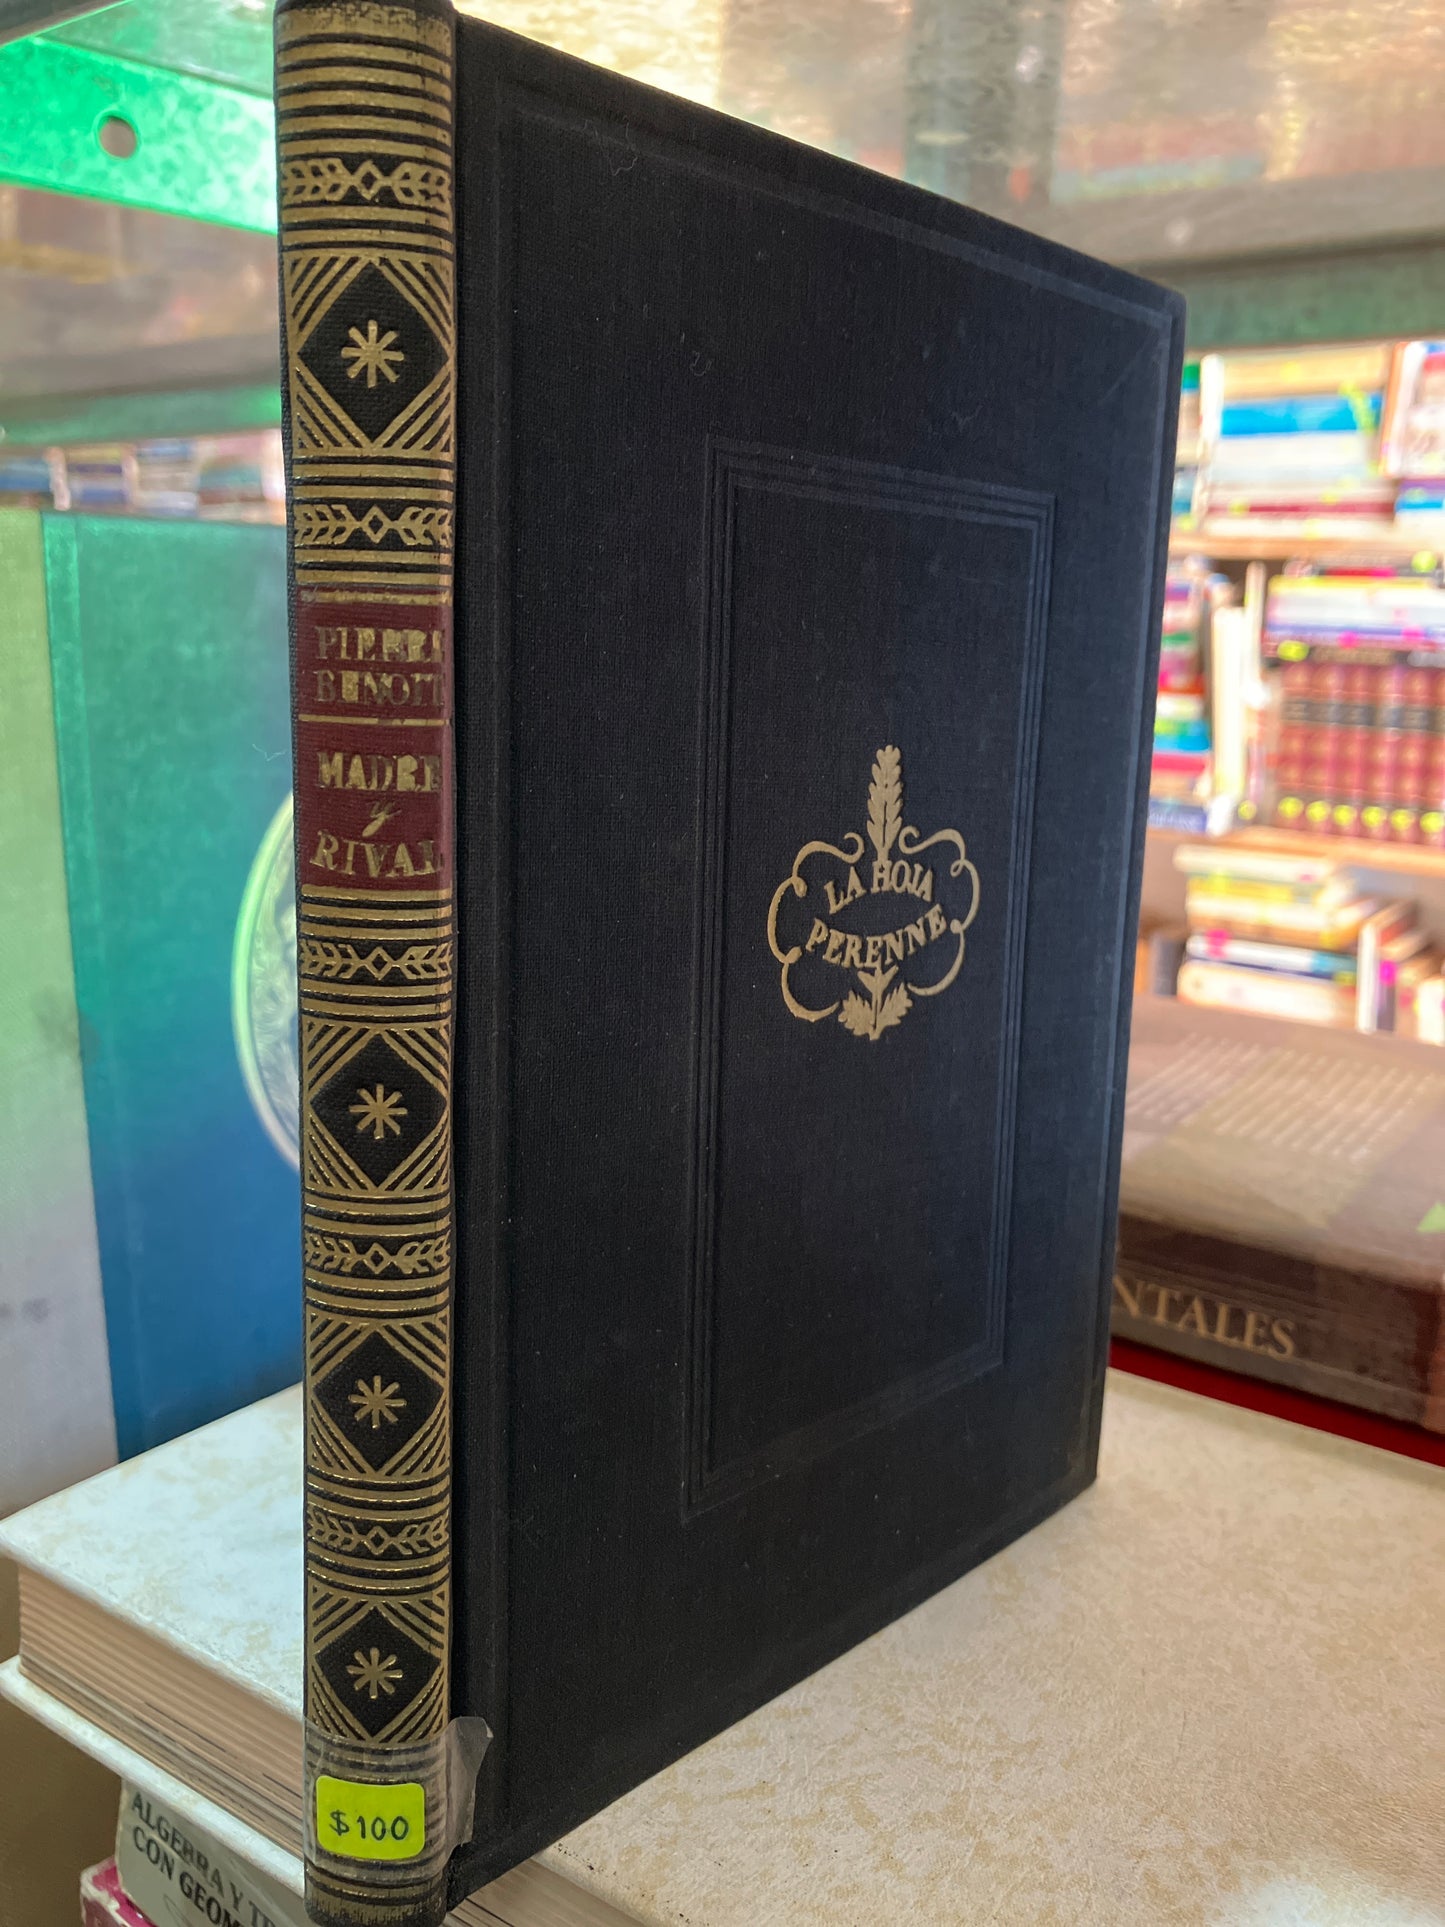 PIERRE
BENOIT
MADRE
y
RIVAL
LA HOJA
PERENNE
$100
NTALES
ALGEBRA Y T
CON GEOM